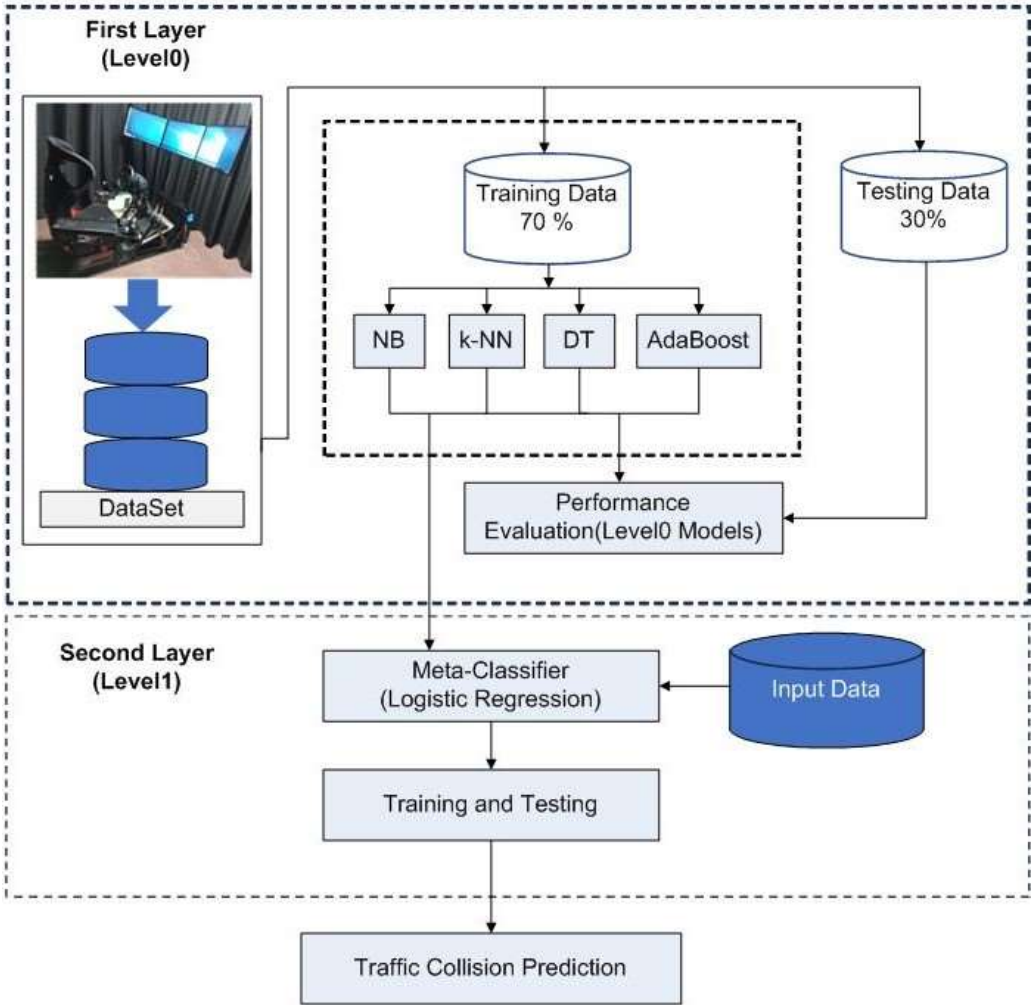 First Layer
(Level0)
Training Data
70 %
Testing Data
30%
NB
k-NN
DT
AdaBoost
DataSet
Performance
Evaluation(Level0 Models)
Second Layer
(Level1)
Meta-Classifier
(Logistic Regression)
Input Data
Training and Testing
Traffic Collision Prediction